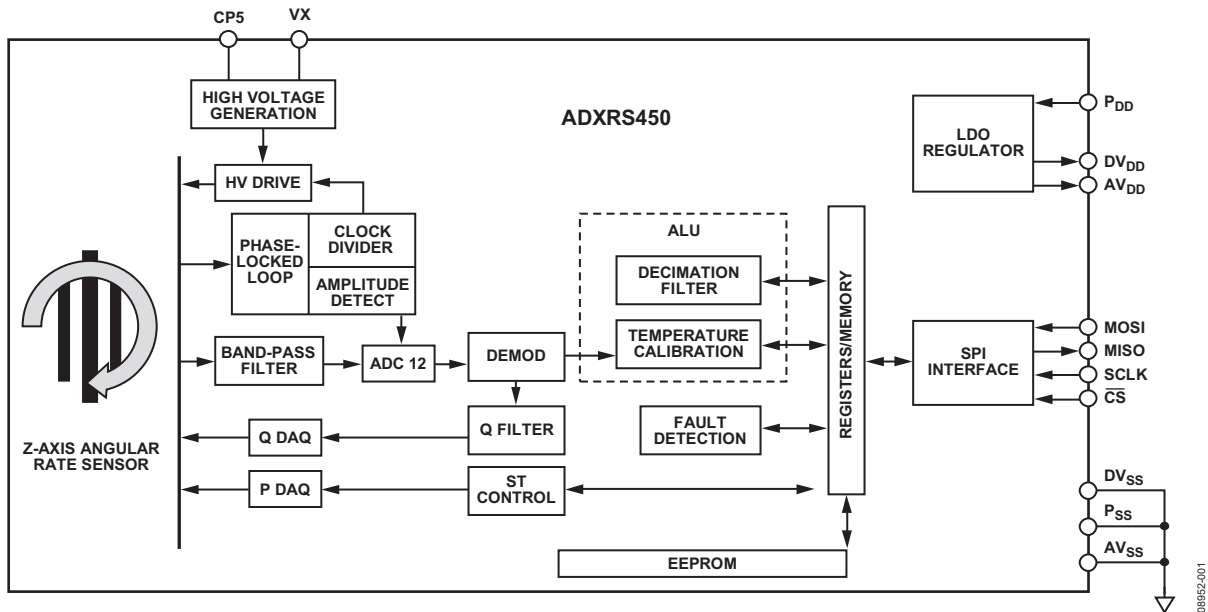 CP5
VX
HIGH VOLTAGE
GENERATION
ADXRS450
LDO
REGULATOR
PDD
DVDD
AVDD
HV DRIVE
PHASE-
LOCKED
LOOP
CLOCK
DIVIDER
AMPLITUDE
DETECT
ALU
DECIMATION
FILTER
TEMPERATURE
CALIBRATION
BAND-PASS
FILTER
ADC 12
DEMOD
REGISTERS/MEMORY
SPI
INTERFACE
MOSI
MISO
SCLK
CS
Z-AXIS ANGULAR
RATE SENSOR
Q DAQ
Q FILTER
FAULT
DETECTION
P DAQ
ST
CONTROL
EEPROM
DVSS
PSS
AVSS
08952-001